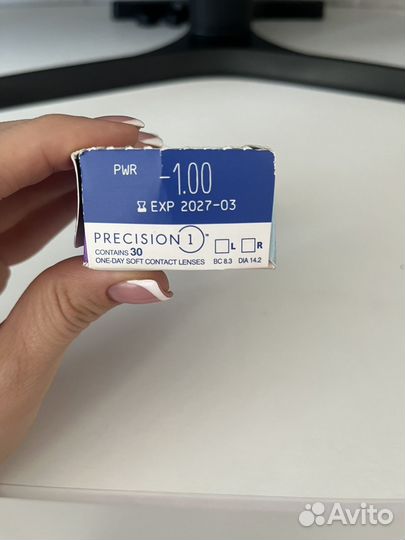 PWR -1.00
EXP 2027-03
PRECISION 1™ L R
CONTAINS 30
ONE-DAY SOFT CONTACT LENSES BC 8.3 DIA 14.2
Avito